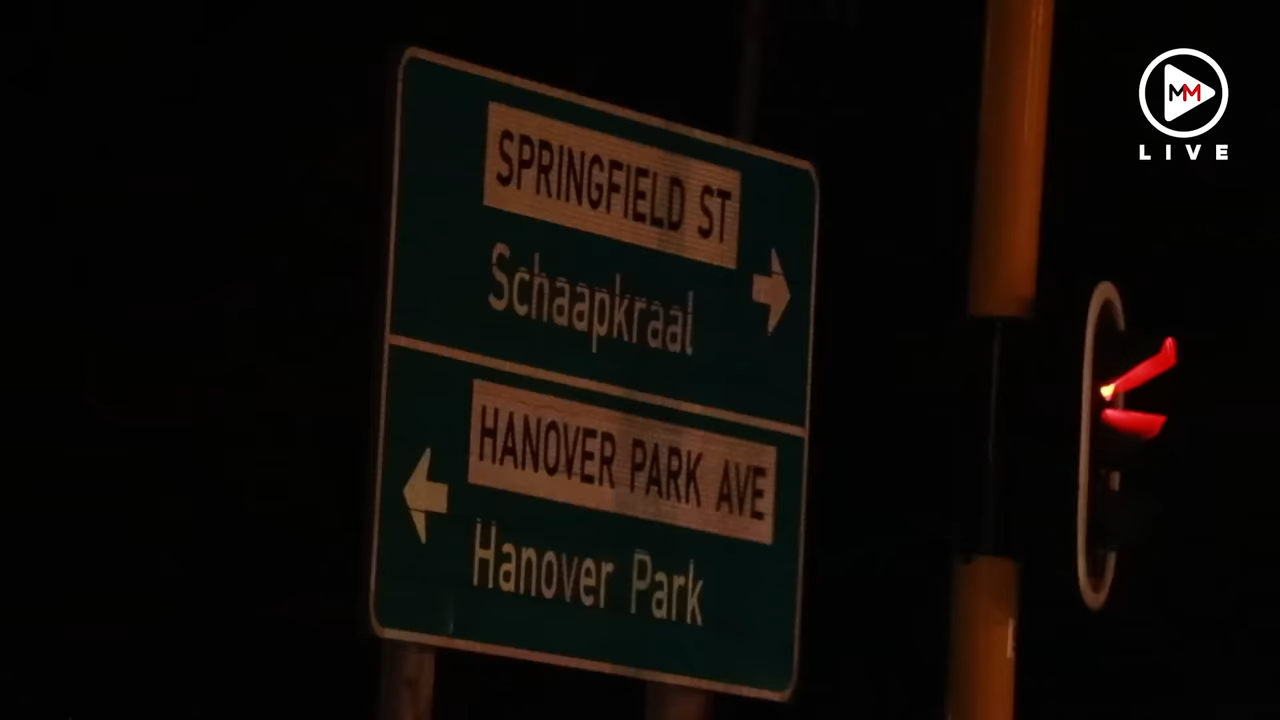 MM
LIVE
SPRINGFIELD ST
Schaapkraal
HANOVER PARK AVE
Hanover Park